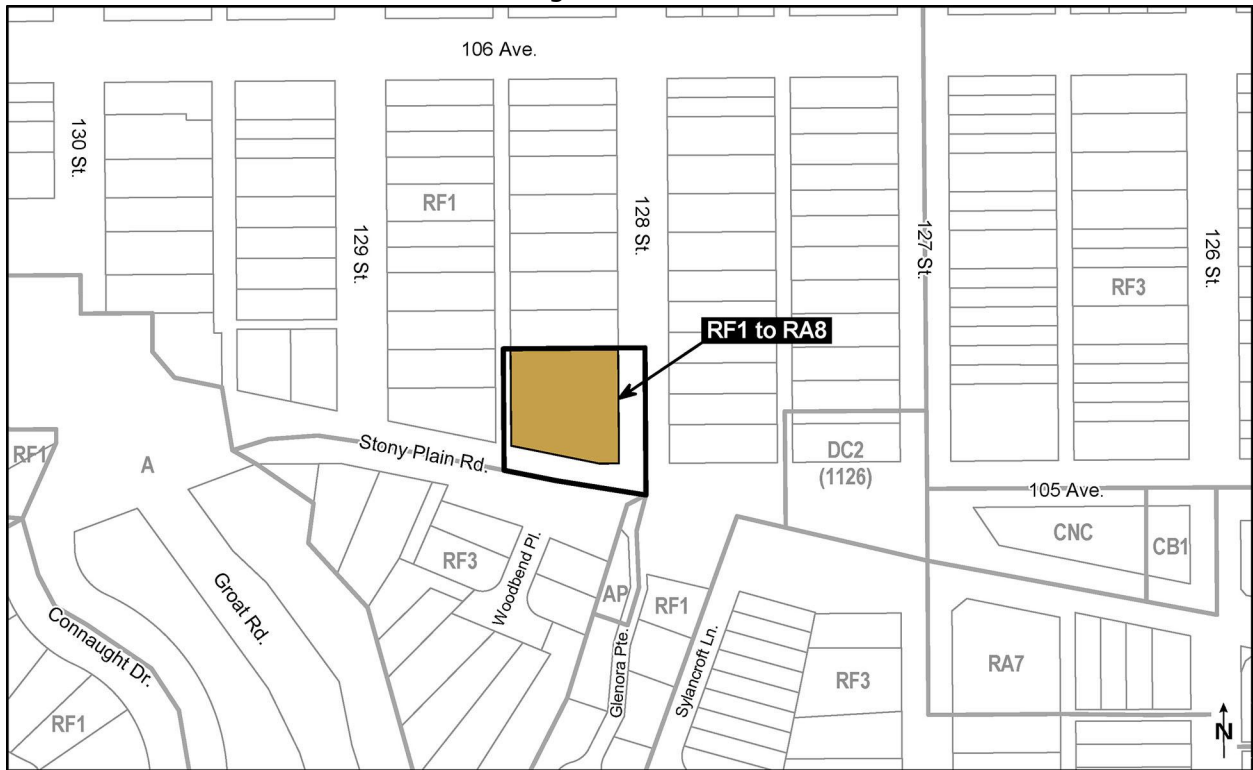 106 Ave.
130 St.
129 St.
128 St.
127 St.
126 St.
RF1
RF3
RF1 to RA8
Stony Plain Rd.
RF1
A
DC2
(1126)
105 Ave.
CNC
CB1
RF3
Woodbend Pl.
AP
RF1
Groat Rd.
Connaught Dr.
Glenora Pte.
Sylancroft Ln.
RF3
RA7
RF1
N